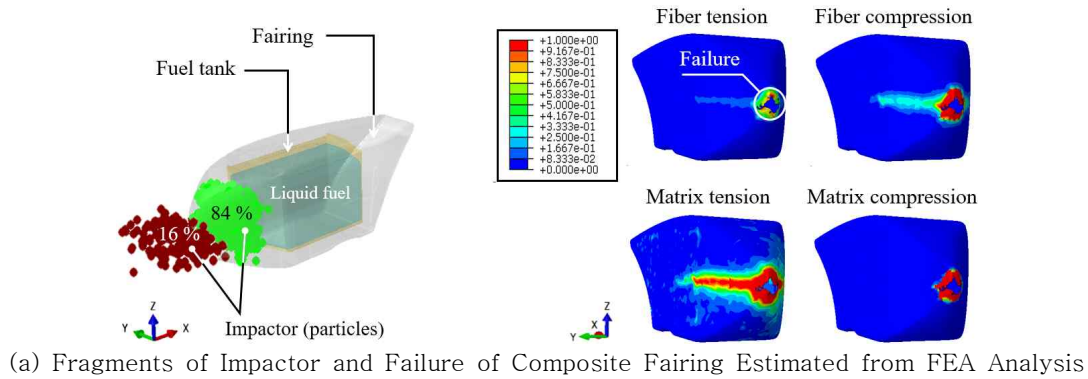 Fairing
Fuel tank
Liquid fuel
84 %
16 %
Impactor (particles)
Z
Y
X
+1.000e+00
+9.167e-01
+8.333e-01
+7.500e-01
+6.667e-01
+5.833e-01
+5.000e-01
+4.167e-01
+3.333e-01
+2.500e-01
+1.667e-01
+8.333e-02
+0.000e+00
Fiber tension
Failure
Fiber compression
Matrix tension
Matrix compression
Z
X
Y
(a) Fragments of Impactor and Failure of Composite Fairing Estimated from FEA Analysis